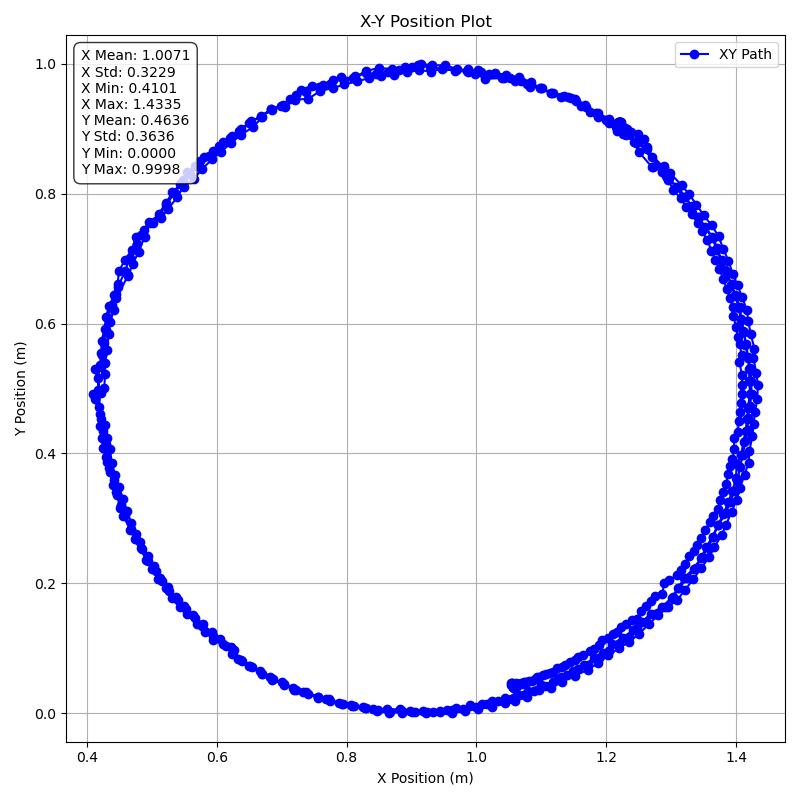 X-Y Position Plot
X Mean: 1.0071
X Std: 0.3229
X Min: 0.4101
X Max: 1.4335
Y Mean: 0.4636
Y Std: 0.3636
Y Min: 0.0000
Y Max: 0.9998
XY Path
1.0
0.8
0.6
0.4
0.2
0.0
Y Position (m)
0.4 0.6 0.8 1.0 1.2 1.4
X Position (m)